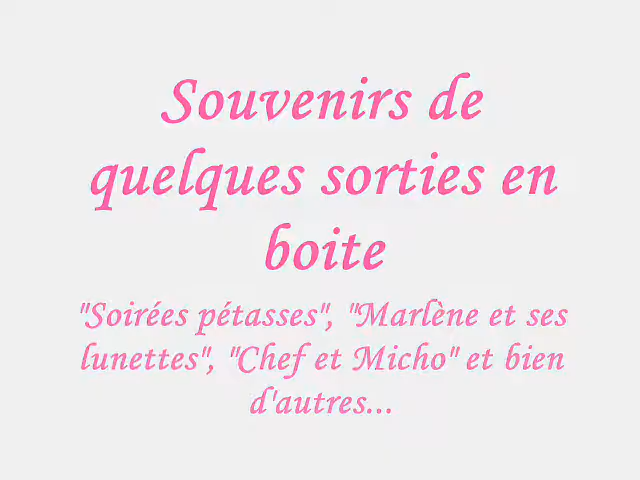 Souvenirs de
quelques sorties en
boite
"Soirées pétasses", "Marlène et ses
lunettes", "Chef et Micho" et bien
d'autres...